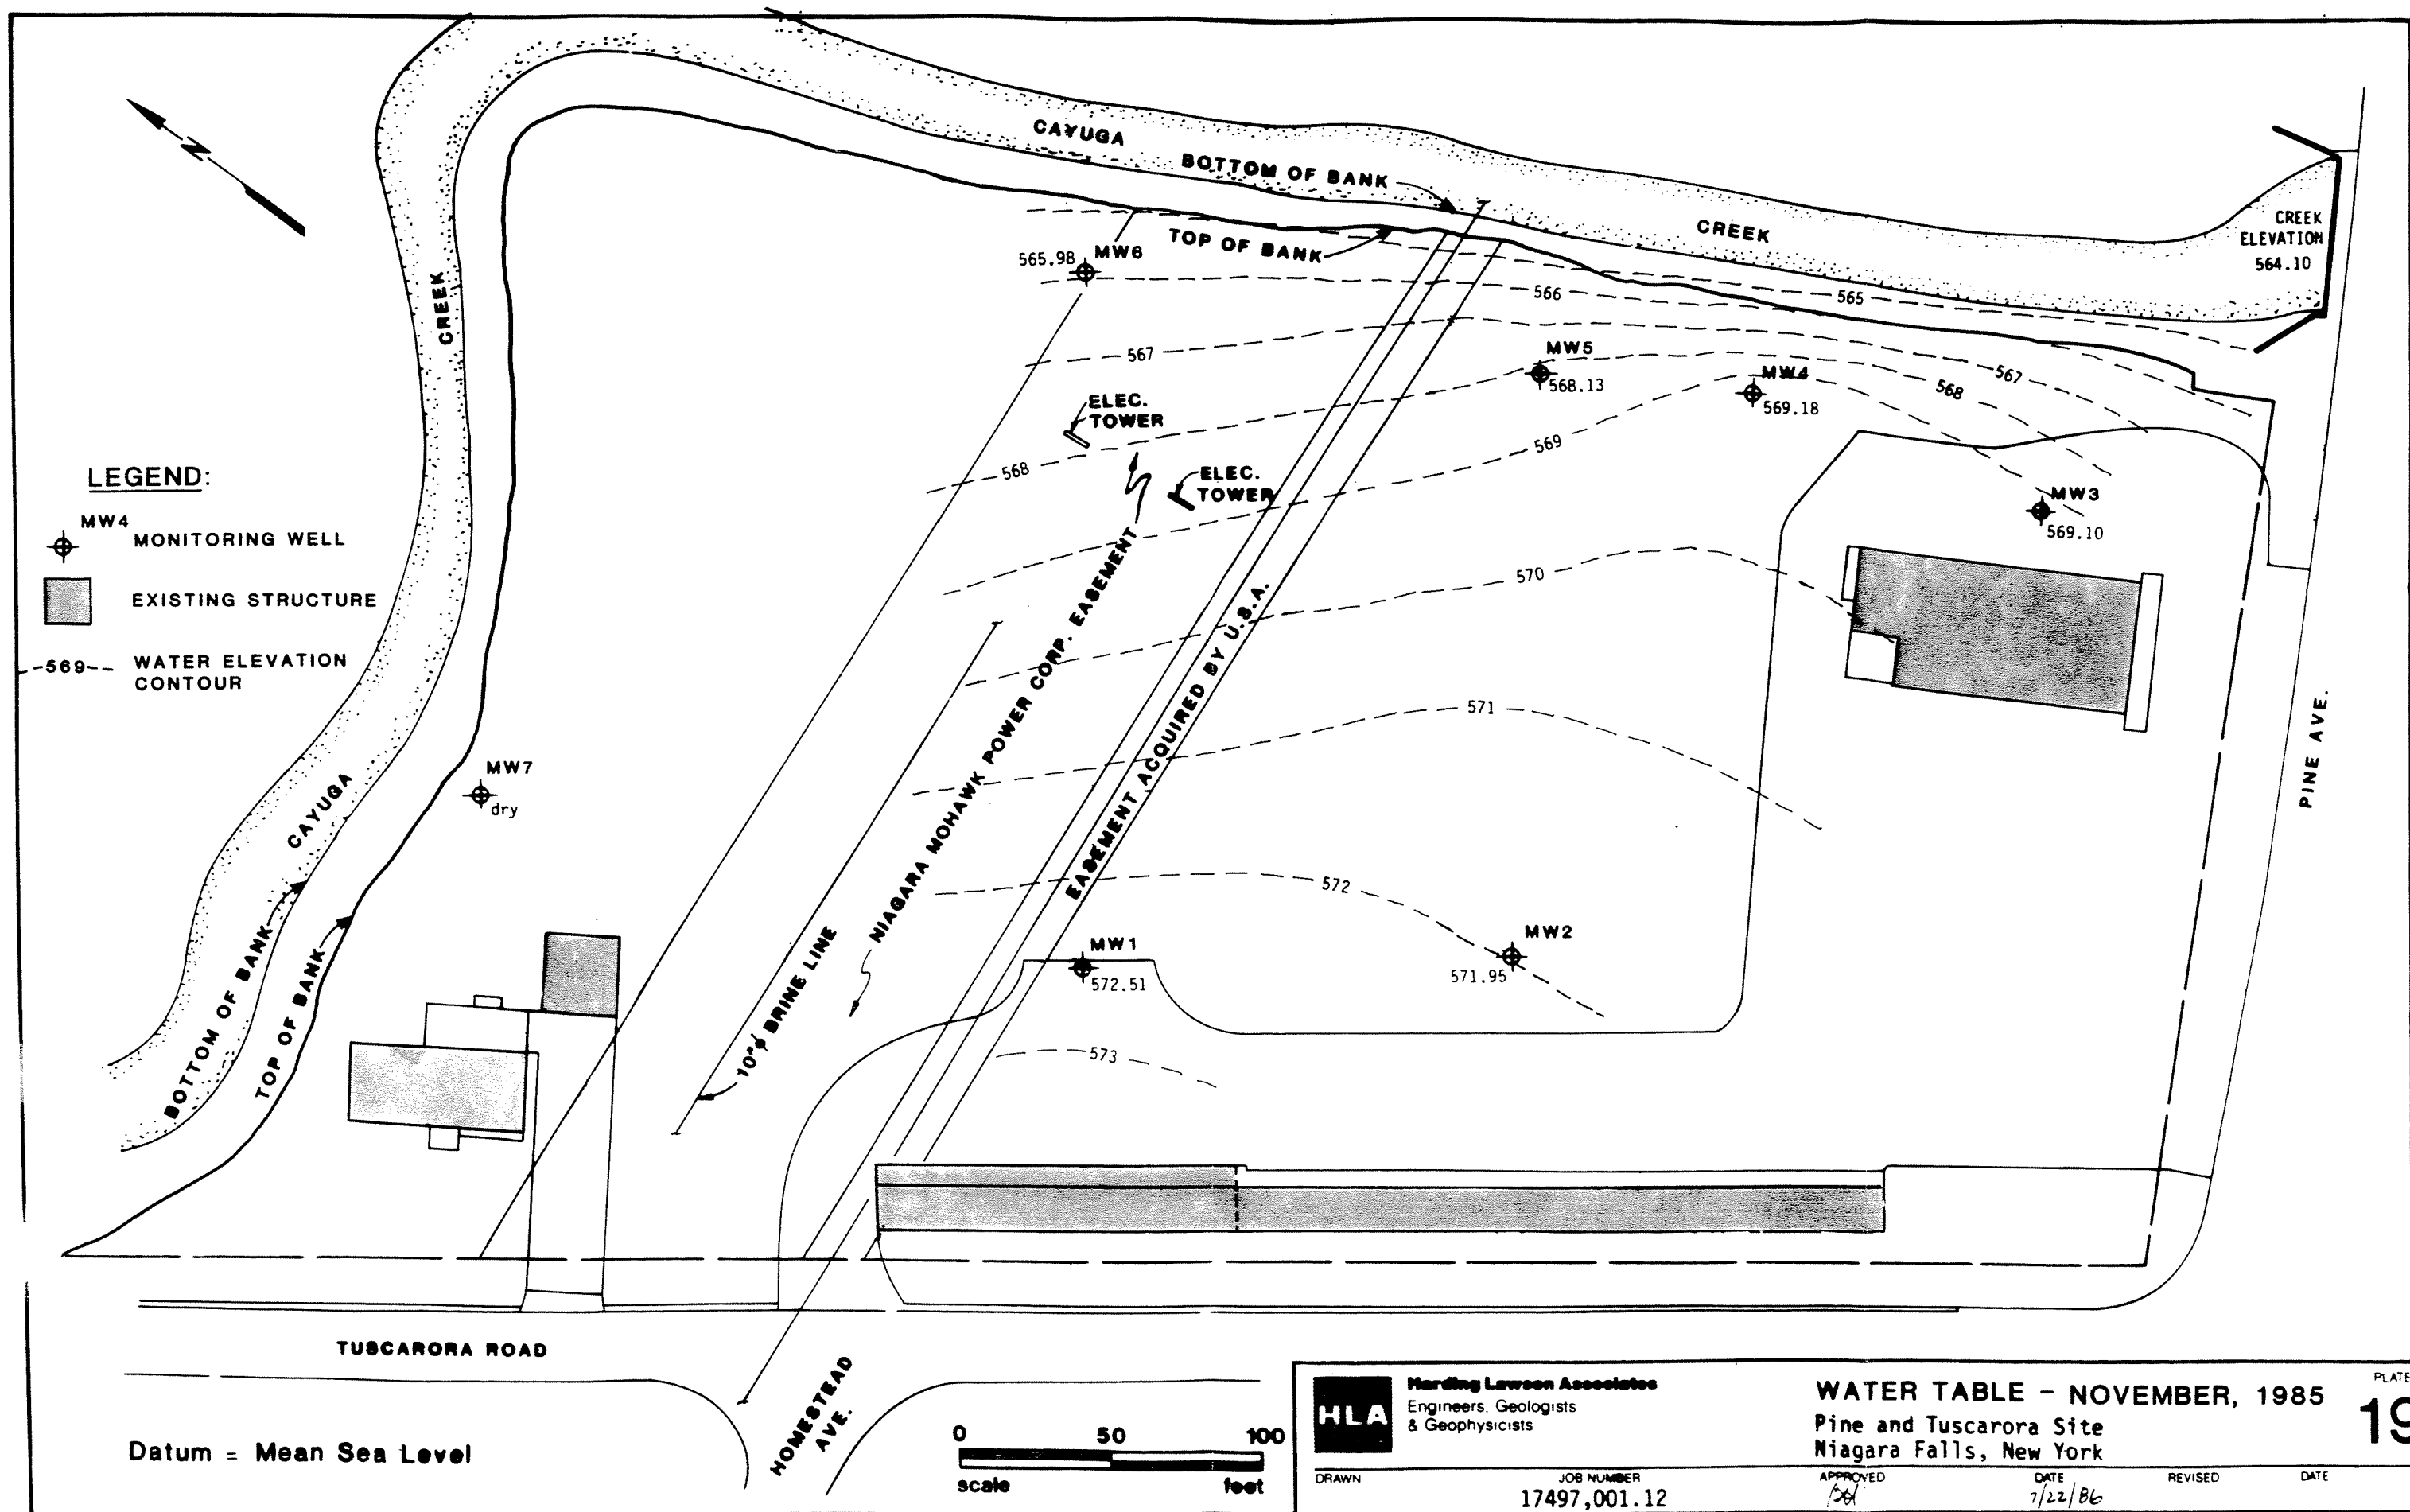 N
CAYUGA
BOTTOM OF BANK
CREEK
CREEK
ELEVATION
564.10
TOP OF BANK
565.98
MW6
CREEK
566
565
567
MW5
568.13
MW4
569.18
567
568
ELEC.
TOWER
569
568
ELEC.
TOWER
MW3
569.10
LEGEND:
MW4
MONITORING WELL
EXISTING STRUCTURE
-569--
WATER ELEVATION
CONTOUR
570
571
NIAGARA MOHAWK POWER CORP. EASEMENT
EASEMENT ACQUIRED BY U.S.A.
PINE AVE.
MW7
dry
CAYUGA
572
BOTTOM OF BANK
TOP OF BANK
10"ϕ BRINE LINE
MW1
572.51
MW2
571.95
573
TUSCARORA ROAD
HOMESTEAD
AVE.
Datum = Mean Sea Level
0 50 100
scale feet
HLA
Harding Lawson Associates
Engineers, Geologists
& Geophysicists
WATER TABLE - NOVEMBER, 1985
Pine and Tuscarora Site
Niagara Falls, New York
PLATE
19
DRAWN
JOB NUMBER
17497,001.12
APPROVED
DATE
7/22/86
REVISED
DATE